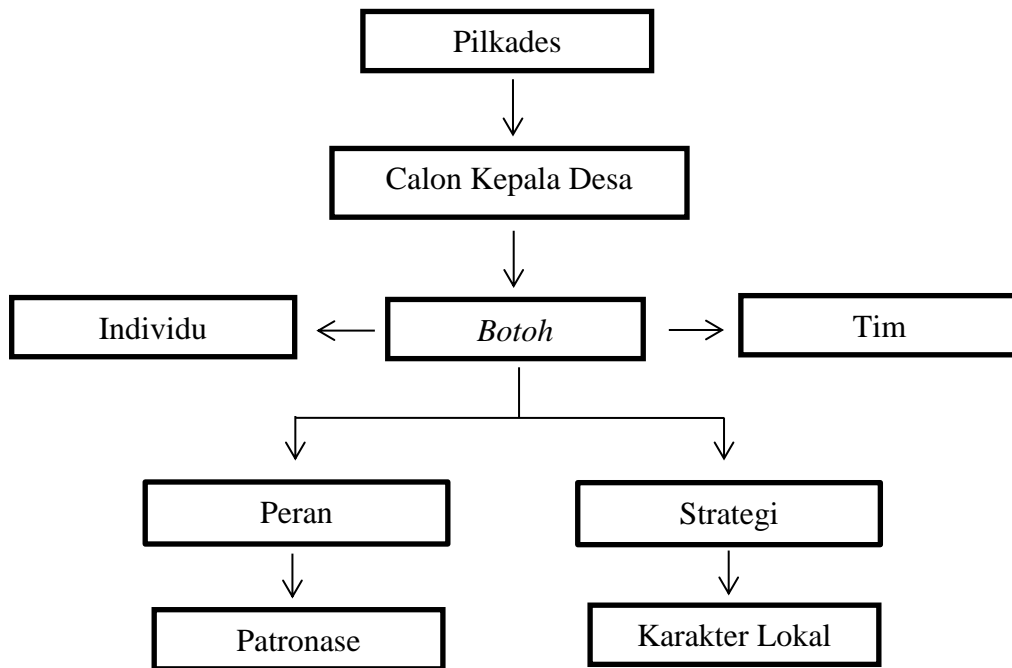 Pilkades
Calon Kepala Desa
Individu
Botoh
Tim
Peran
Strategi
Patronase
Karakter Lokal